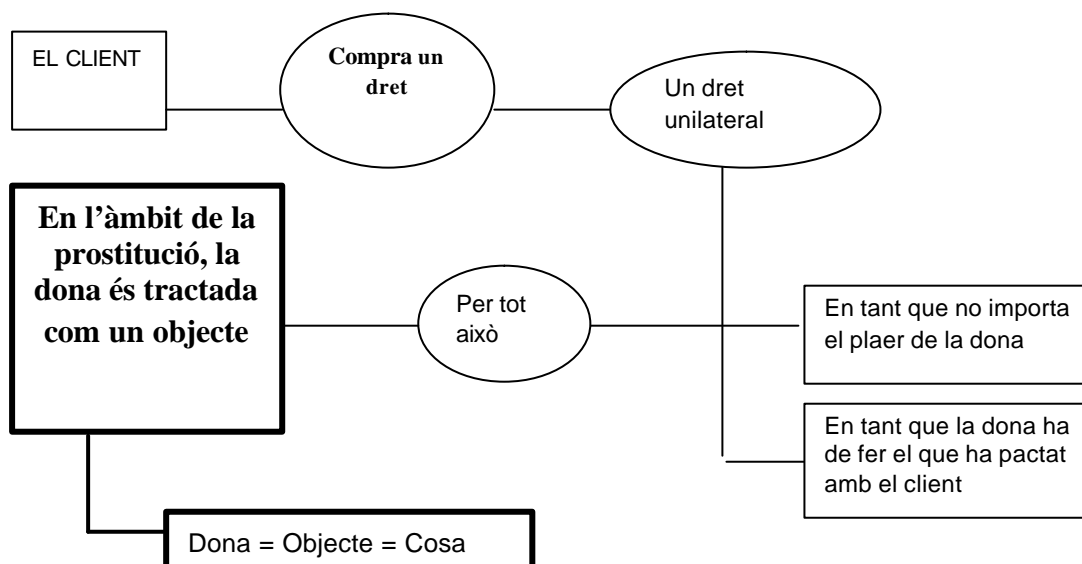 EL CLIENT
Compra un
dret
Un dret
unilateral
En l’àmbit de la
prostitució, la
dona és tractada
com un objecte
Per tot
això
En tant que no importa
el plaer de la dona
En tant que la dona ha
de fer el que ha pactat
amb el client
Dona = Objecte = Cosa